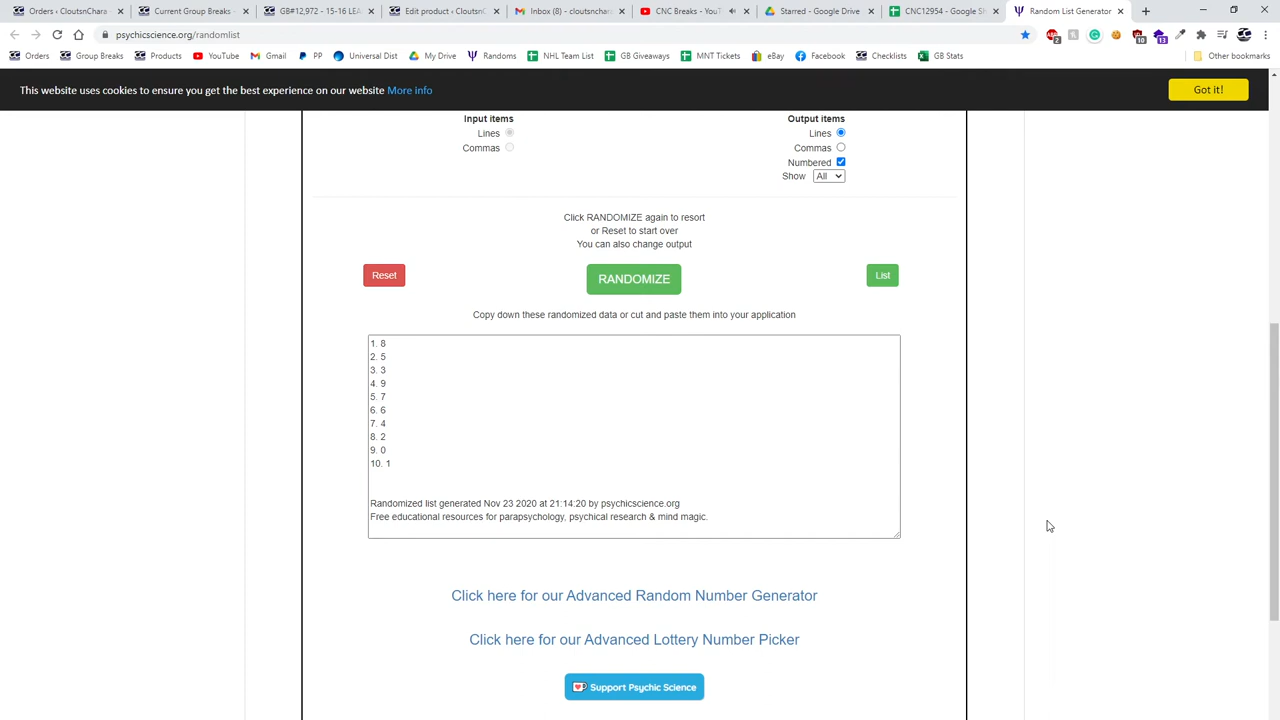 Orders ‹ CloutsnChara
Current Group Breaks -
GB#12,972 - 15-16 LEA
Edit product ‹ CloutsnC
Inbox (8) - cloutsnchara
CNC Breaks - YouT
Starred - Google Drive
CNC12954 - Google Sh
Random List Generator
psychicscience.org/randomlist
2
10
13
Orders
Group Breaks
Products
YouTube
Gmail
PP
Universal Dist
My Drive
Randoms
NHL Team List
GB Giveaways
MNT Tickets
eBay
Facebook
Checklists
GB Stats
Other bookmarks
This website uses cookies to ensure you get the best experience on our website More info
Got it!
Input items
Lines
Commas
Output items
Lines
Commas
Numbered
Show All
Click RANDOMIZE again to resort
or Reset to start over
You can also change output
Reset
RANDOMIZE
List
Copy down these randomized data or cut and paste them into your application
1. 8
2. 5
3. 3
4. 9
5. 7
6. 6
7. 4
8. 2
9. 0
10. 1
Randomized list generated Nov 23 2020 at 21:14:20 by psychicscience.org
Free educational resources for parapsychology, psychical research & mind magic.
Click here for our Advanced Random Number Generator
Click here for our Advanced Lottery Number Picker
Support Psychic Science